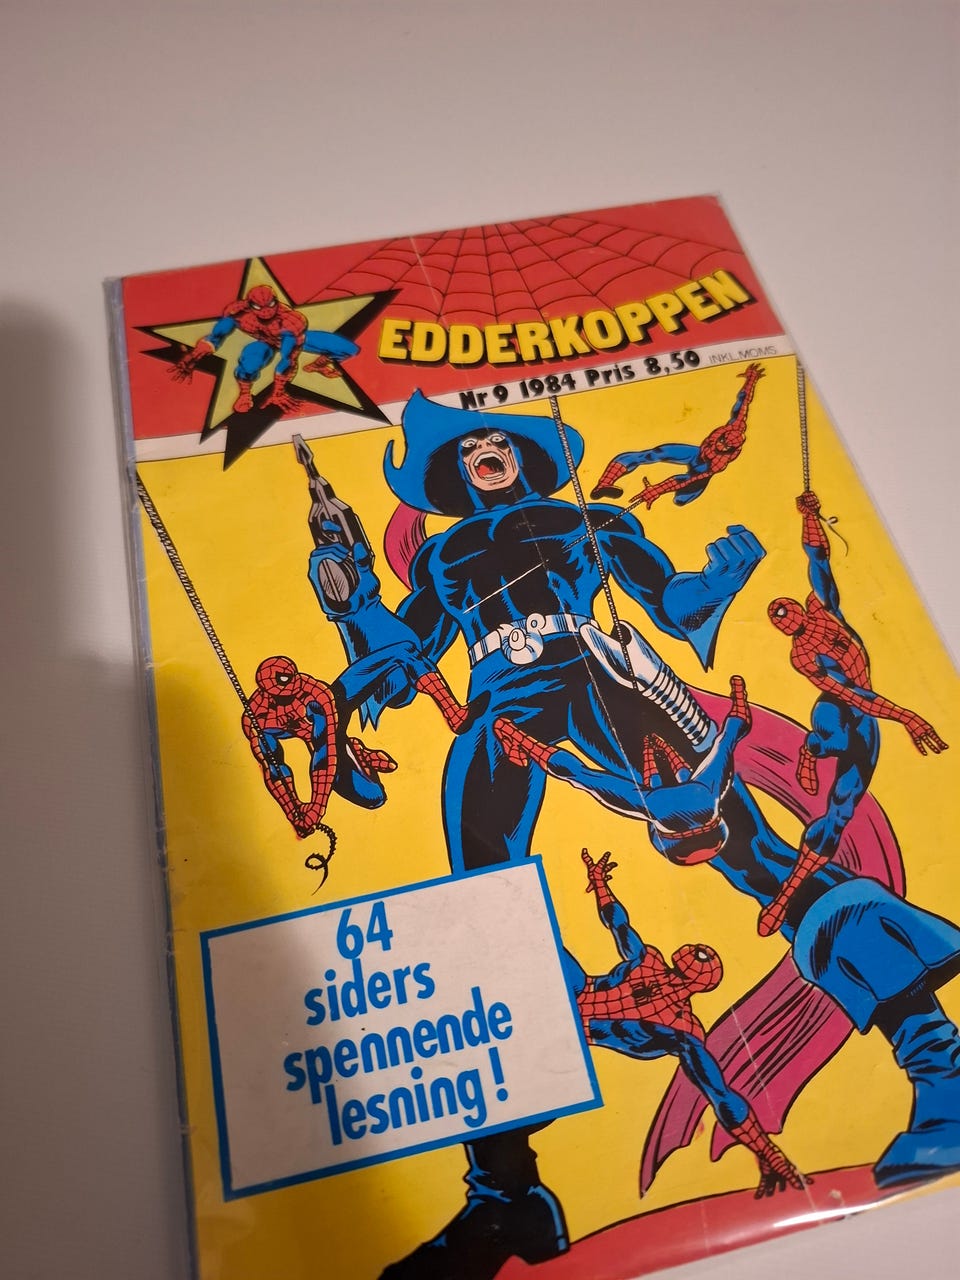 EDDERKOPPEN
Nr 9 1984 Pris 8,50 INKL.MOMS
64
siders
spennende
lesning!